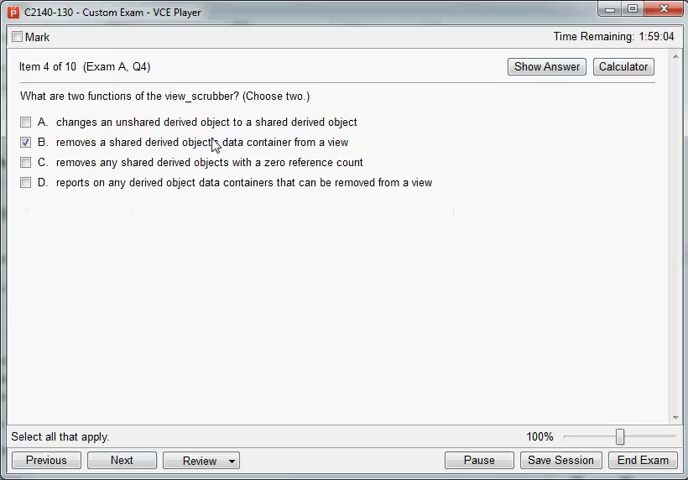 C2140-130 - Custom Exam - VCE Player
Mark
Time Remaining: 1:59:04
Item 4 of 10 (Exam A, Q4)
Show Answer
Calculator
What are two functions of the view_scrubber? (Choose two.)
A. changes an unshared derived object to a shared derived object
B. removes a shared derived object's data container from a view
C. removes any shared derived objects with a zero reference count
D. reports on any derived object data containers that can be removed from a view
Select all that apply.
100%
Previous
Next
Review
Pause
Save Session
End Exam